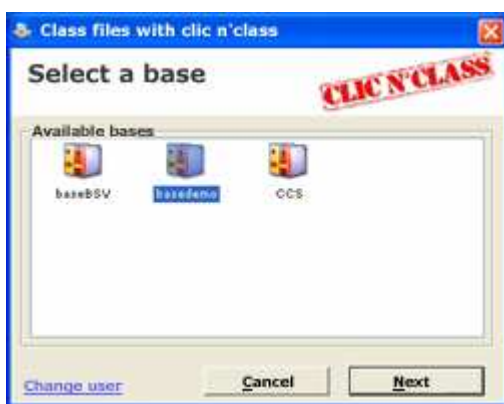 Class files with clic n'class
Select a base
CLIC N'CLASS
Available bases
baseBSV basedemo CCS
Change user Cancel Next